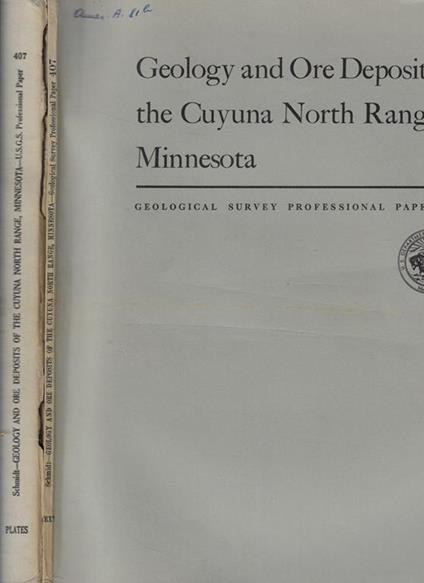 407
Schmidt—GEOLOGY AND ORE DEPOSITS OF THE CUYUNA NORTH RANGE, MINNESOTA—U.S.G.S. Professional Paper
PLATES
Schmidt—GEOLOGY AND ORE DEPOSITS OF THE CUYUNA NORTH RANGE, MINNESOTA—Geological Survey Professional Paper 407
TEXT
Geology and Ore Deposit
the Cuyuna North Rang
Minnesota
GEOLOGICAL SURVEY PROFESSIONAL PAPE